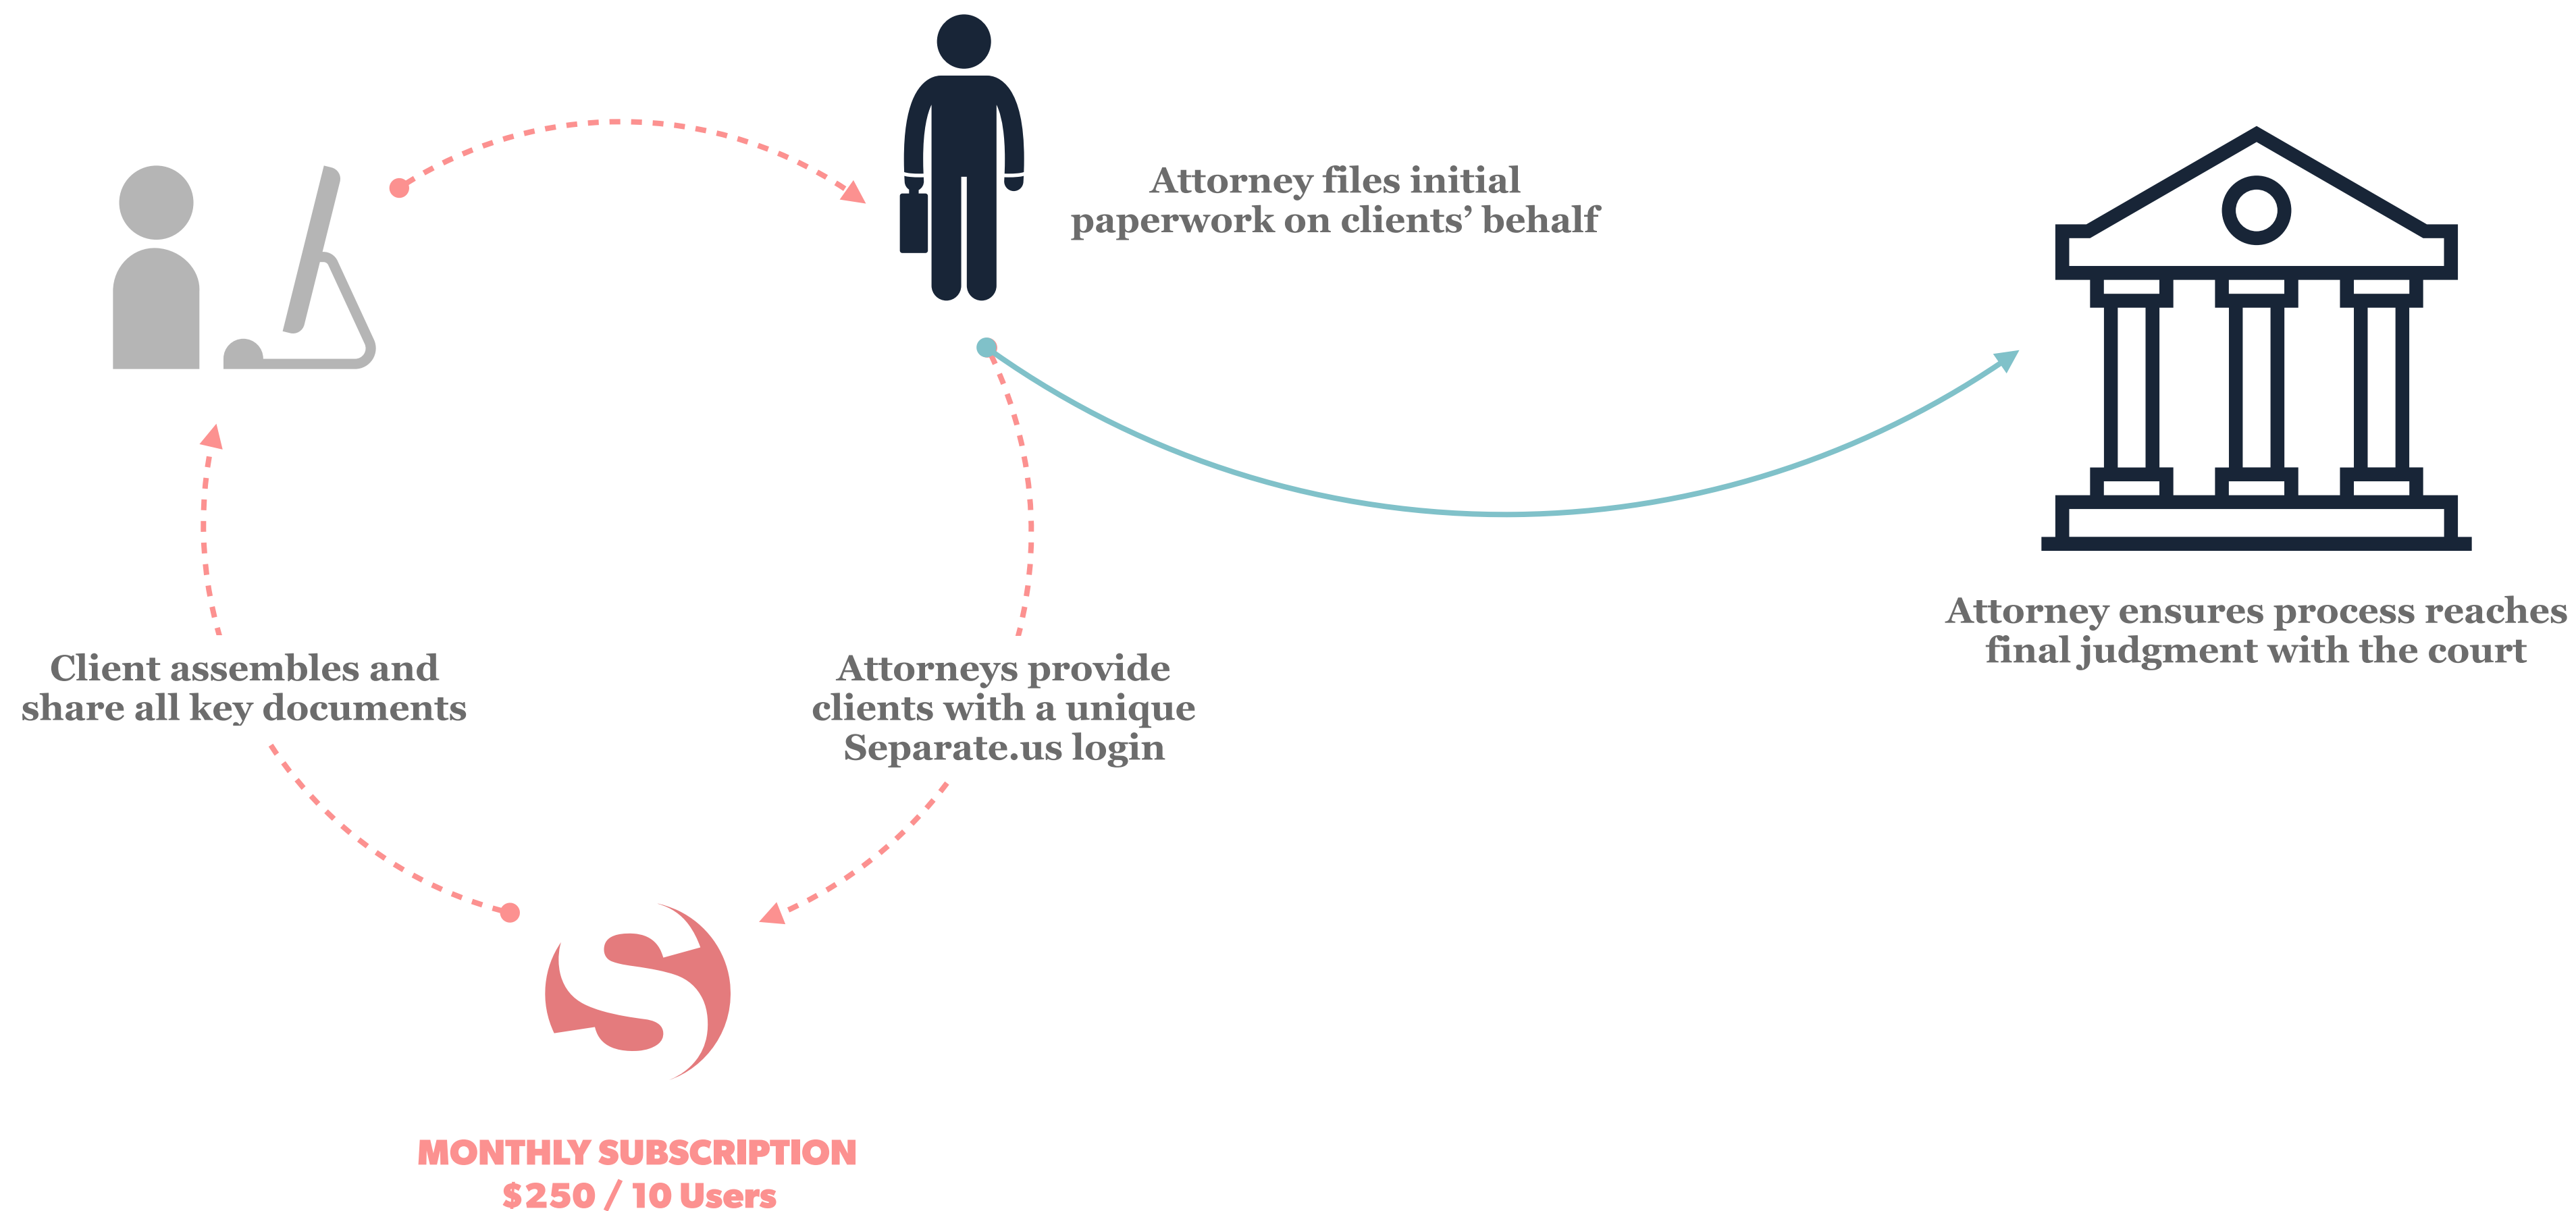 Attorney files initial
paperwork on clients’ behalf
Attorney ensures process reaches
final judgment with the court
Client assembles and
share all key documents
Attorneys provide
clients with a unique
Separate.us login
S
MONTHLY SUBSCRIPTION
$250 / 10 Users